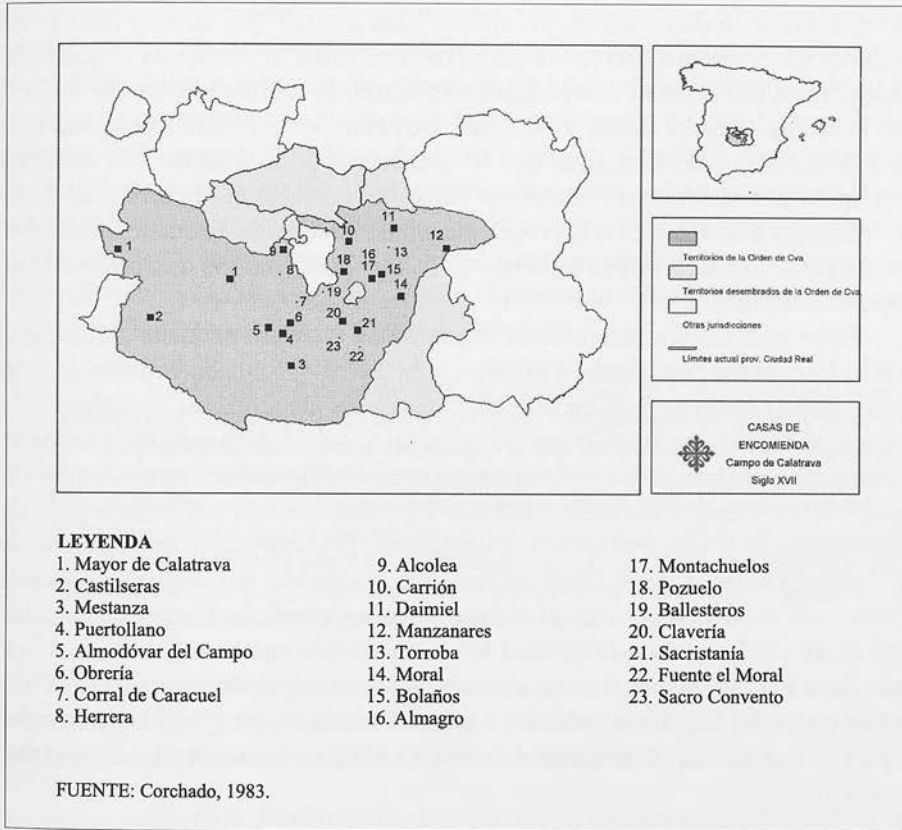 11
10
12
1
9
16
13
8
18
17
15
1
19
14
7
2
6
20
5
21
4
23
22
3
Territorios de la Orden de Cva.
Territorios desembrados de la Orden de Cva
Otras jurisdicciones
Límites actual prov. Ciudad Real
CASAS DE
ENCOMIENDA
Campo de Calatrava
Siglo XVII
LEYENDA
1. Mayor de Calatrava
2. Castilseras
3. Mestanza
4. Puertollano
5. Almodóvar del Campo
6. Obrería
7. Corral de Caracuel
8. Herrera
9. Alcolea
10. Carrión
11. Daimiel
12. Manzanares
13. Torroba
14. Moral
15. Bolaños
16. Almagro
17. Montachuelos
18. Pozuelo
19. Ballesteros
20. Clavería
21. Sacristanía
22. Fuente el Moral
23. Sacro Convento
FUENTE: Corchado, 1983.